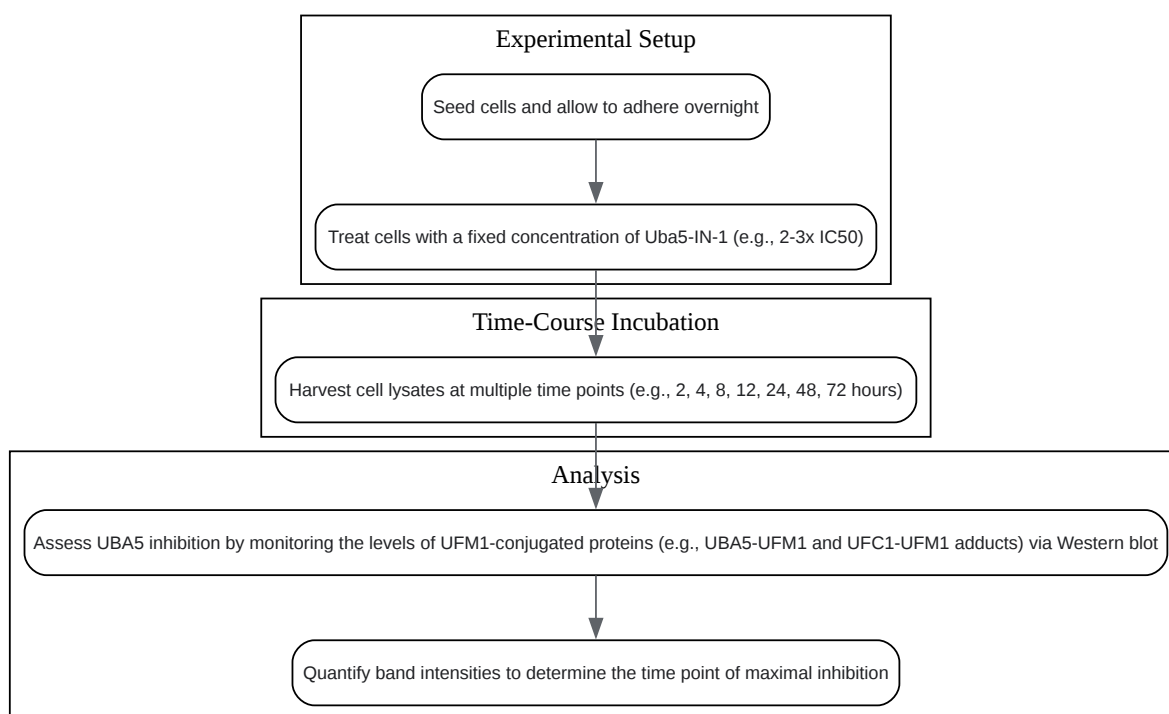 Experimental Setup
Seed cells and allow to adhere overnight
Treat cells with a fixed concentration of Uba5-IN-1 (e.g., 2-3x IC50)
Time-Course Incubation
Harvest cell lysates at multiple time points (e.g., 2, 4, 8, 12, 24, 48, 72 hours)
Analysis
Assess UBA5 inhibition by monitoring the levels of UFM1-conjugated proteins (e.g., UBA5-UFM1 and UFC1-UFM1 adducts) via Western blot
Quantify band intensities to determine the time point of maximal inhibition